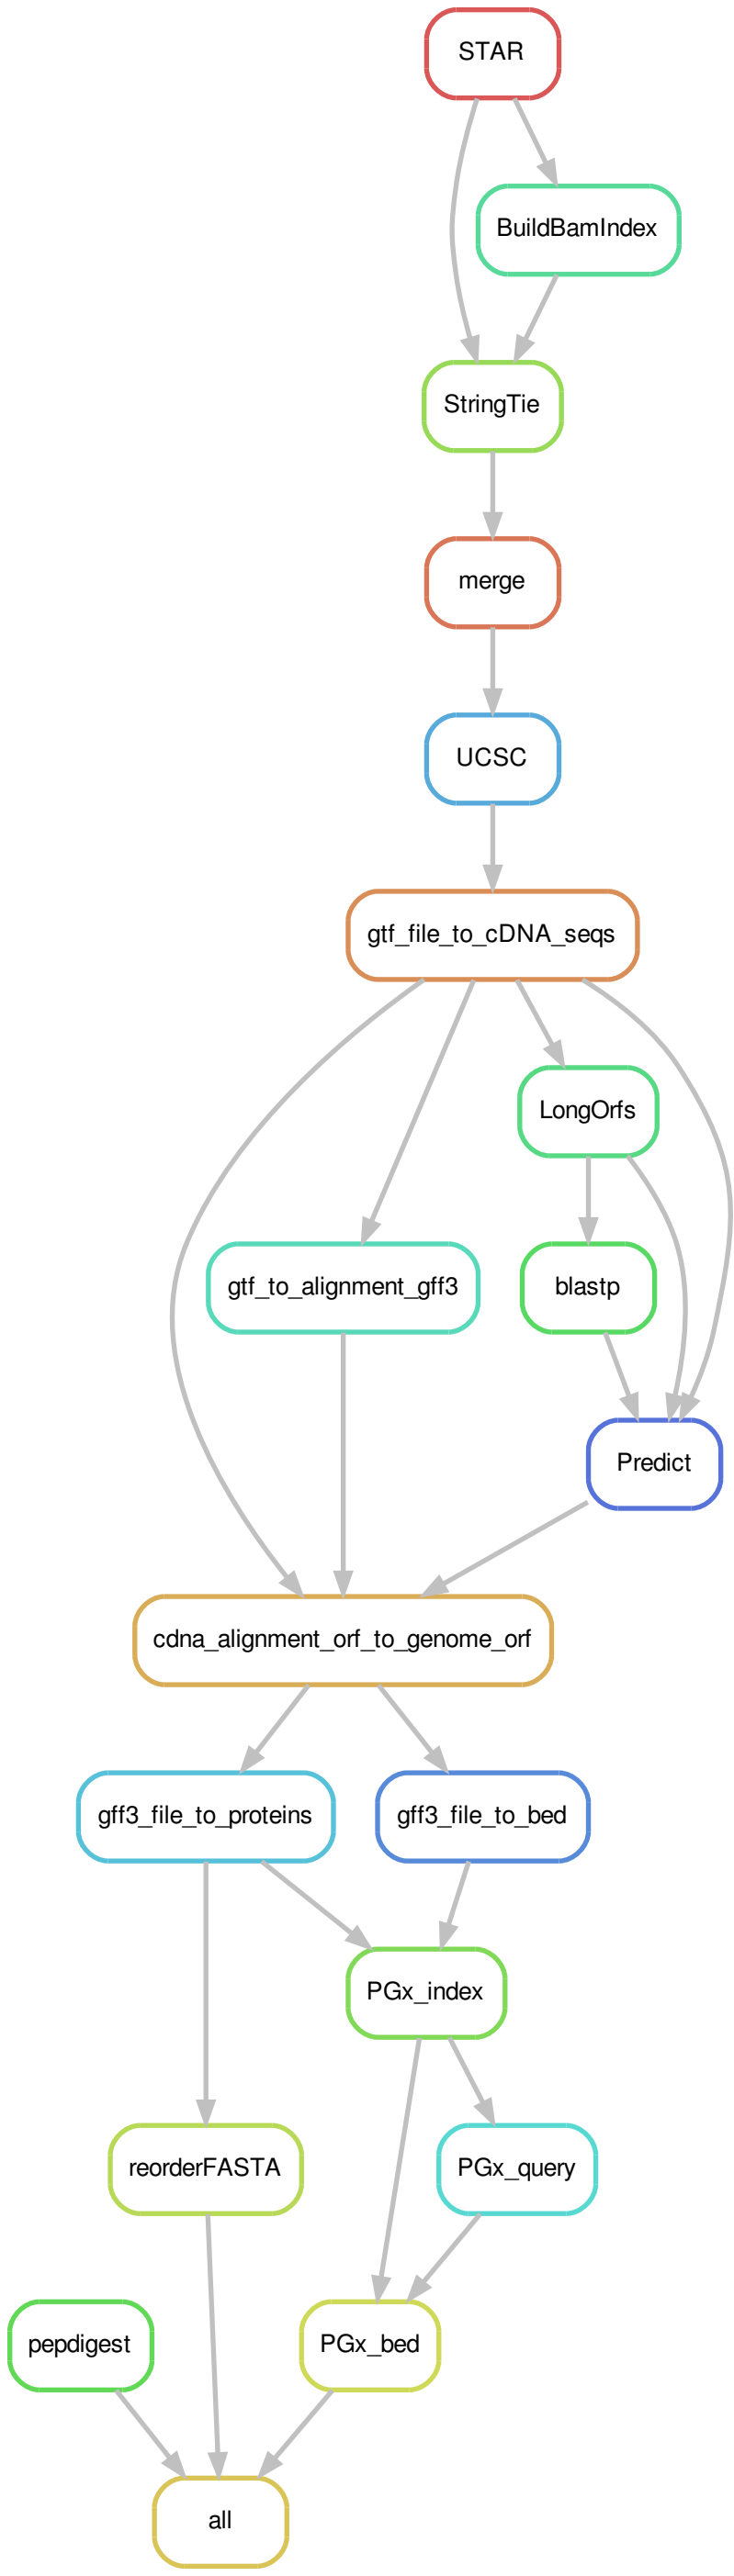 STAR
BuildBamIndex
StringTie
merge
UCSC
gtf_file_to_cDNA_seqs
LongOrfs
gtf_to_alignment_gff3
blastp
Predict
cdna_alignment_orf_to_genome_orf
gff3_file_to_proteins
gff3_file_to_bed
PGx_index
reorderFASTA
PGx_query
pepdigest
PGx_bed
all